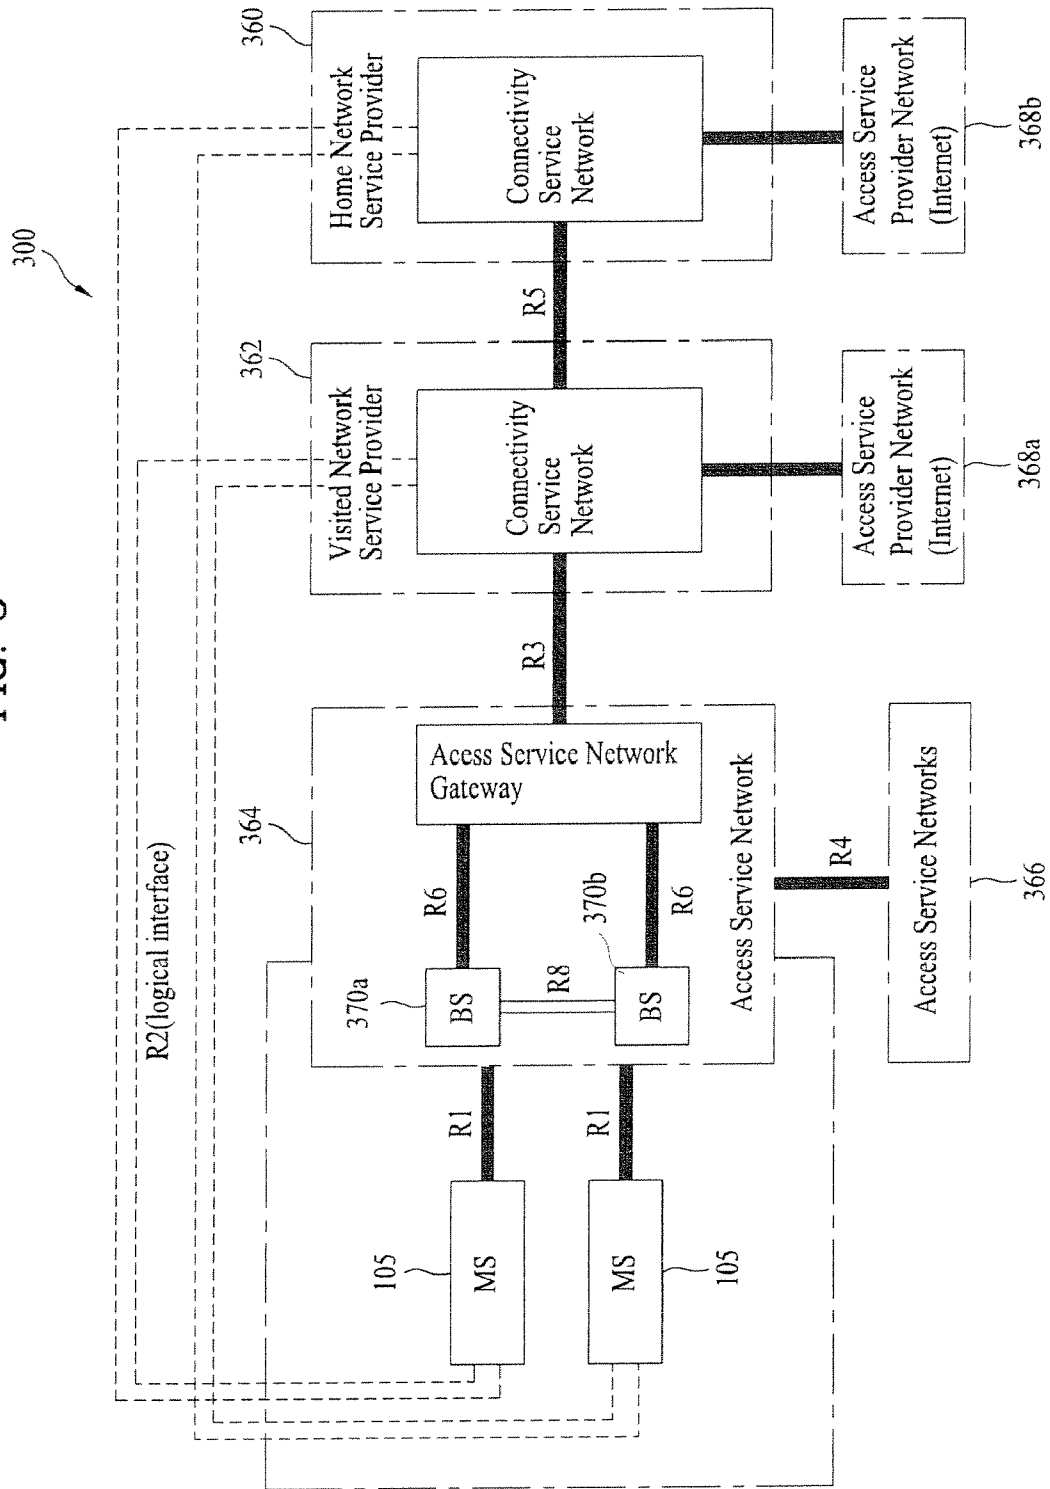 300
R2(logical interface)
364
362
360
Visited Network
Service Provider
Home Network
Service Provider
105
MS
R1
370a
BS
R6
Acess Service Network
Gateway
R3
Connectivity
Service
Network
R5
Connectivity
Service
Network
R8
105
MS
R1
370b
BS
R6
Access Service Network
R4
Access Service Networks
366
Access Service
Provider Network
(Internet)
368a
Access Service
Provider Network
(Internet)
368b